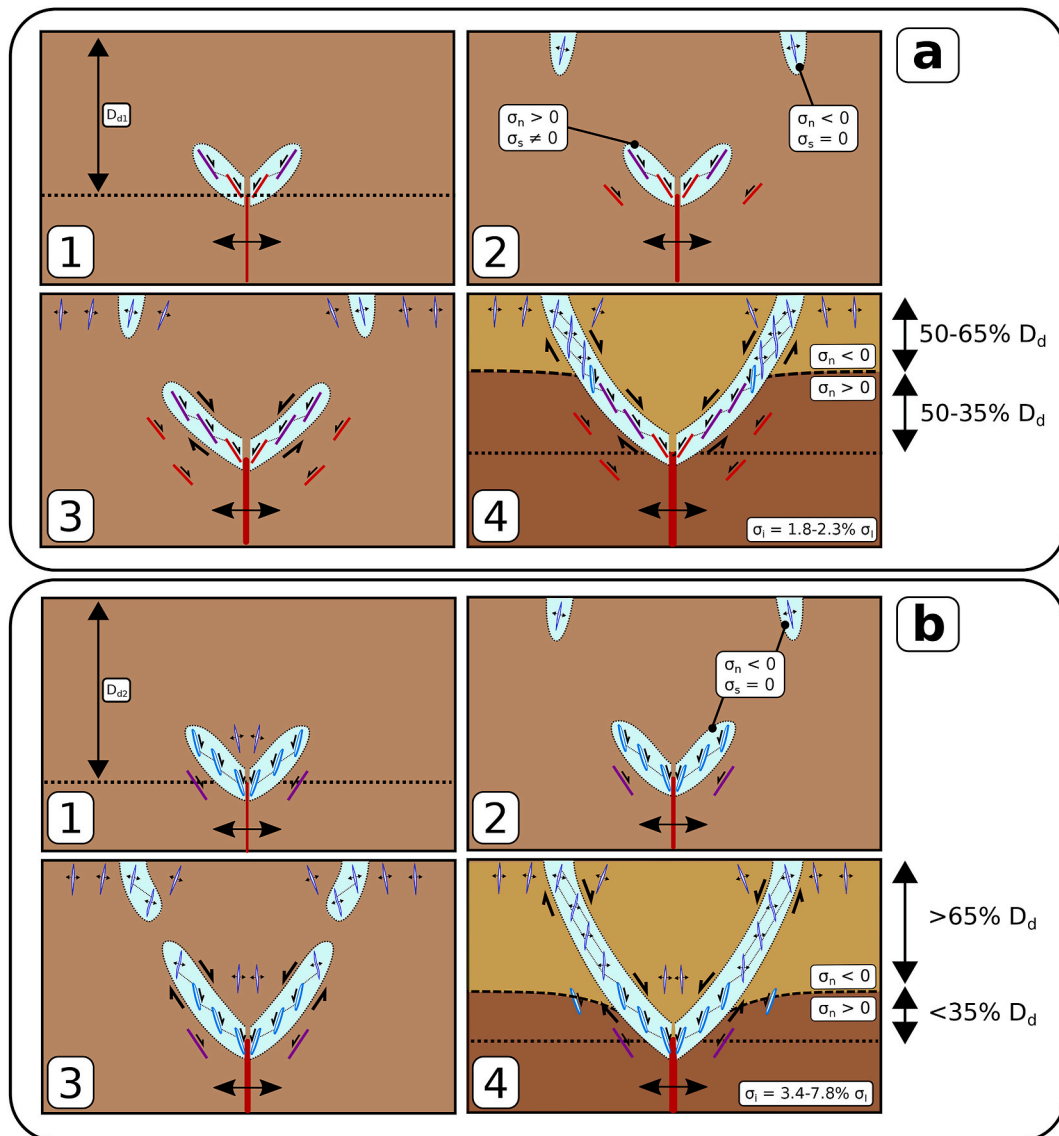 a
D_d1
1
σ_n > 0
σ_s ≠ 0
σ_n < 0
σ_s = 0
2
3
σ_n < 0
σ_n > 0
σ_i = 1.8-2.3% σ_l
4
50-65% D_d
50-35% D_d
b
D_d2
1
σ_n < 0
σ_s = 0
2
3
σ_n < 0
σ_n > 0
σ_i = 3.4-7.8% σ_l
4
>65% D_d
<35% D_d